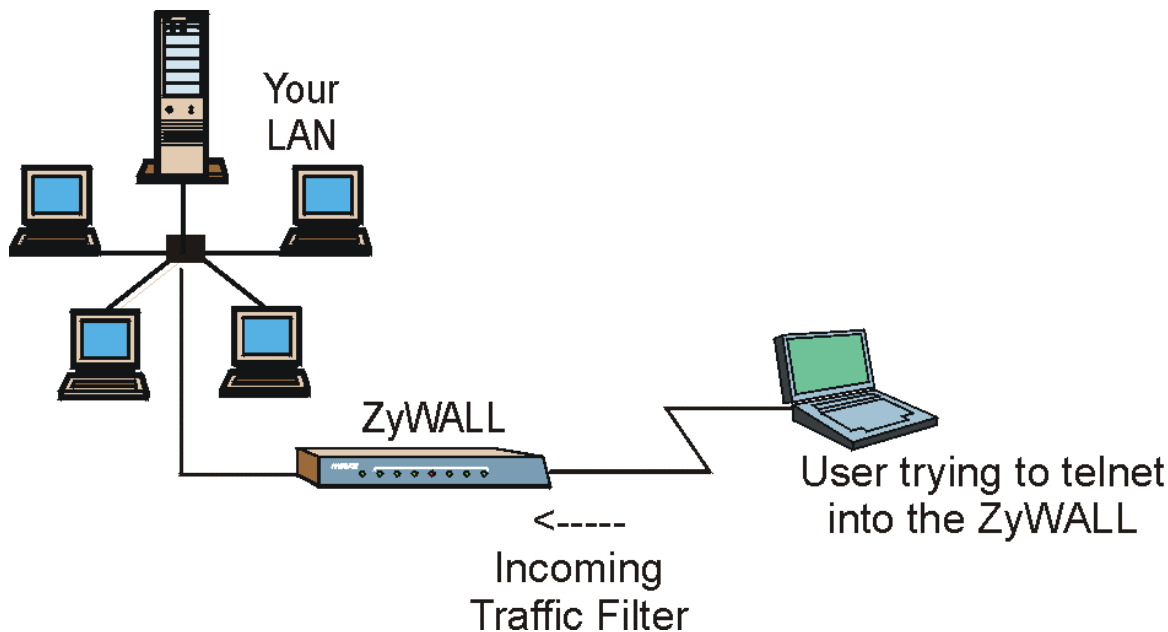 Your
LAN
ZyWALL
User trying to telnet
into the ZyWALL
<-----
Incoming
Traffic Filter